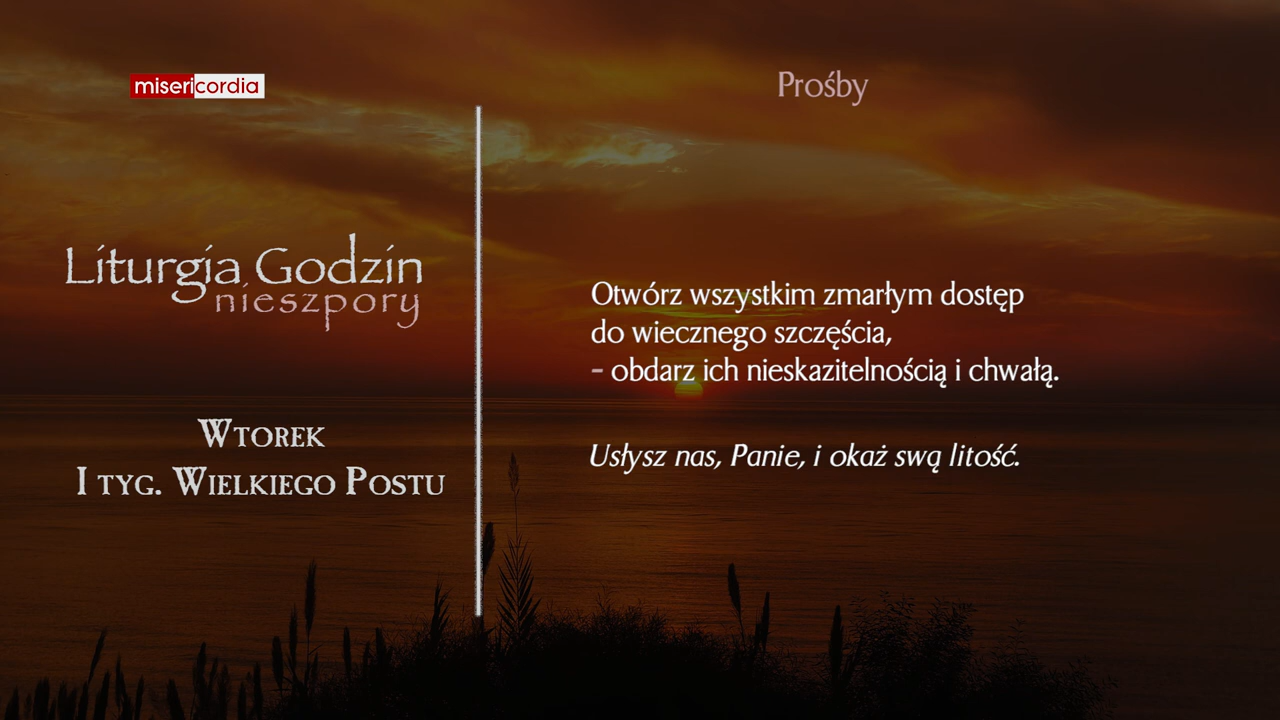 misericordia
Prośby
Liturgia Godzin
nieszpory
Wtorek
I tyg. Wielkiego Postu
Otwórz wszystkim zmarłym dostęp
do wiecznego szczęścia,
- obdarz ich nieskazitelnością i chwałą.
Usłysz nas, Panie, i okaż swą litość.